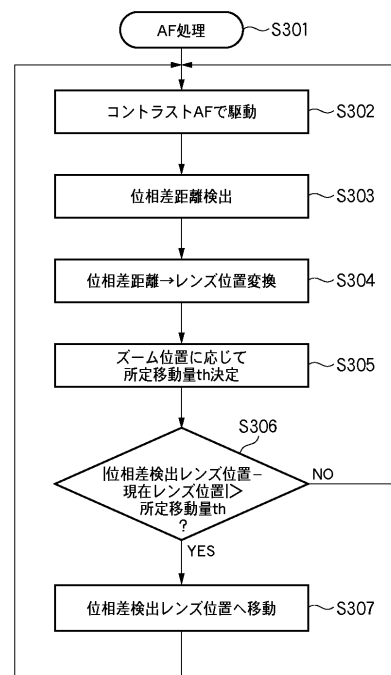 AF処理
S301
コントラストAFで駆動
S302
位相差距離検出
S303
位相差距離→レンズ位置変換
S304
ズーム位置に応じて
所定移動量th決定
S305
S306
|位相差検出レンズ位置−
現在レンズ位置|>
所定移動量th
?
NO
YES
位相差検出レンズ位置へ移動
S307